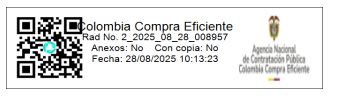 Colombia Compra Eficiente
Rad No. 2_2025_08_28_008957
Anexos: No    Con copia: No
Fecha: 28/08/2025 10:13:23
Agencia Nacional
de Contratación Pública
Colombia Compra Eficiente